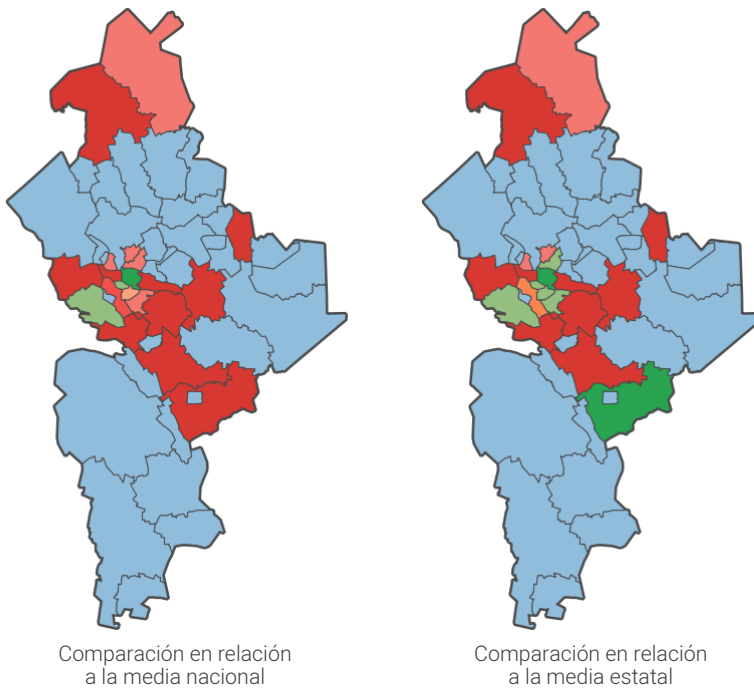 Comparación en relación
a la media nacional
Comparación en relación
a la media estatal